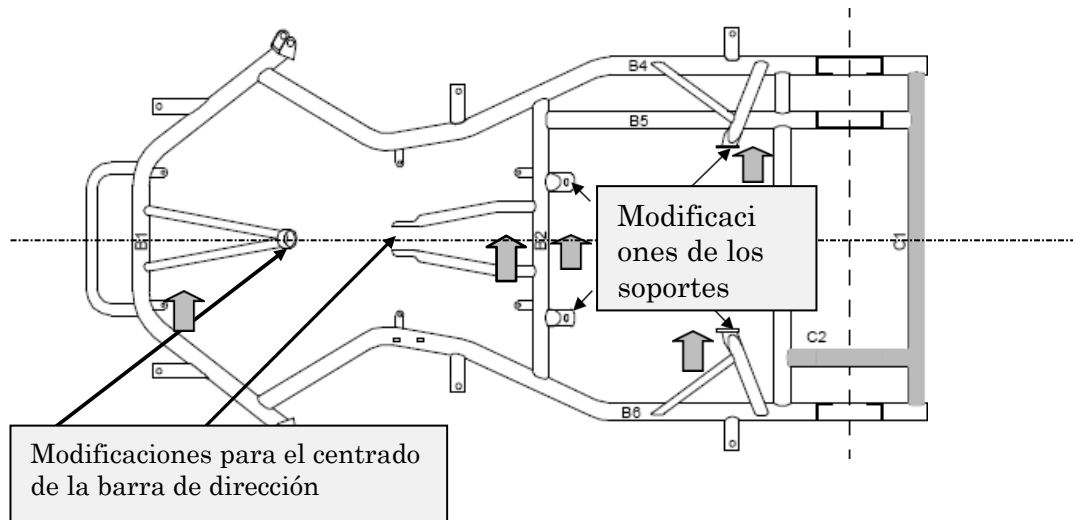 B4
B5
Modificaci
ones de los
soportes
B1
B2
C1
C2
B6
Modificaciones para el centrado
de la barra de dirección